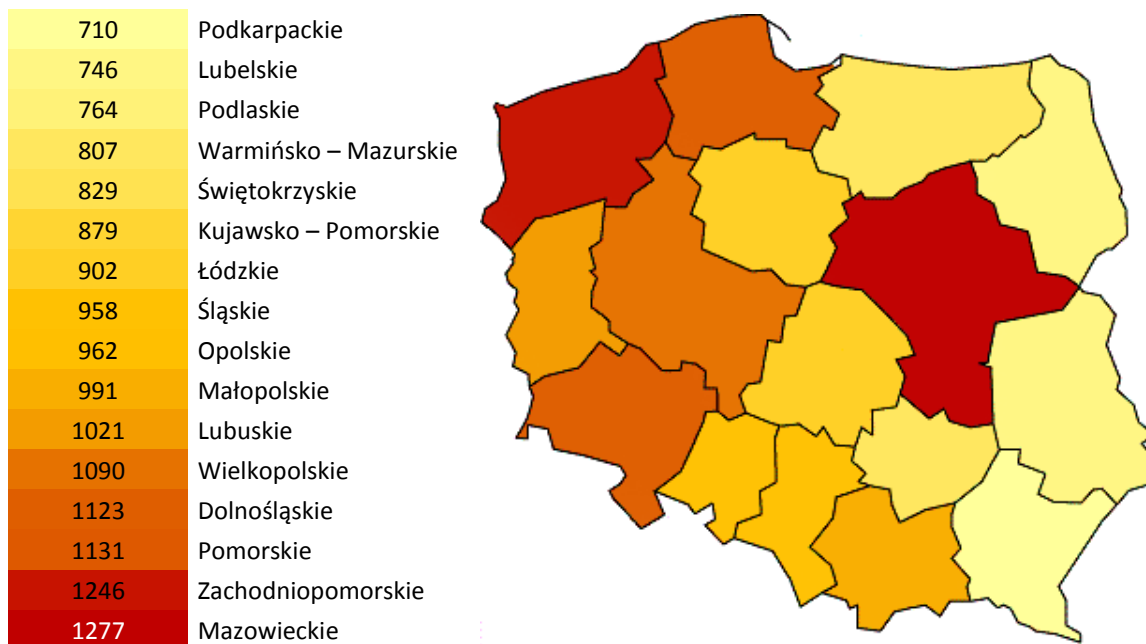 710 Podkarpackie
746 Lubelskie
764 Podlaskie
807 Warmińsko – Mazurskie
829 Świętokrzyskie
879 Kujawsko – Pomorskie
902 Łódzkie
958 Śląskie
962 Opolskie
991 Małopolskie
1021 Lubuskie
1090 Wielkopolskie
1123 Dolnośląskie
1131 Pomorskie
1246 Zachodniopomorskie
1277 Mazowieckie